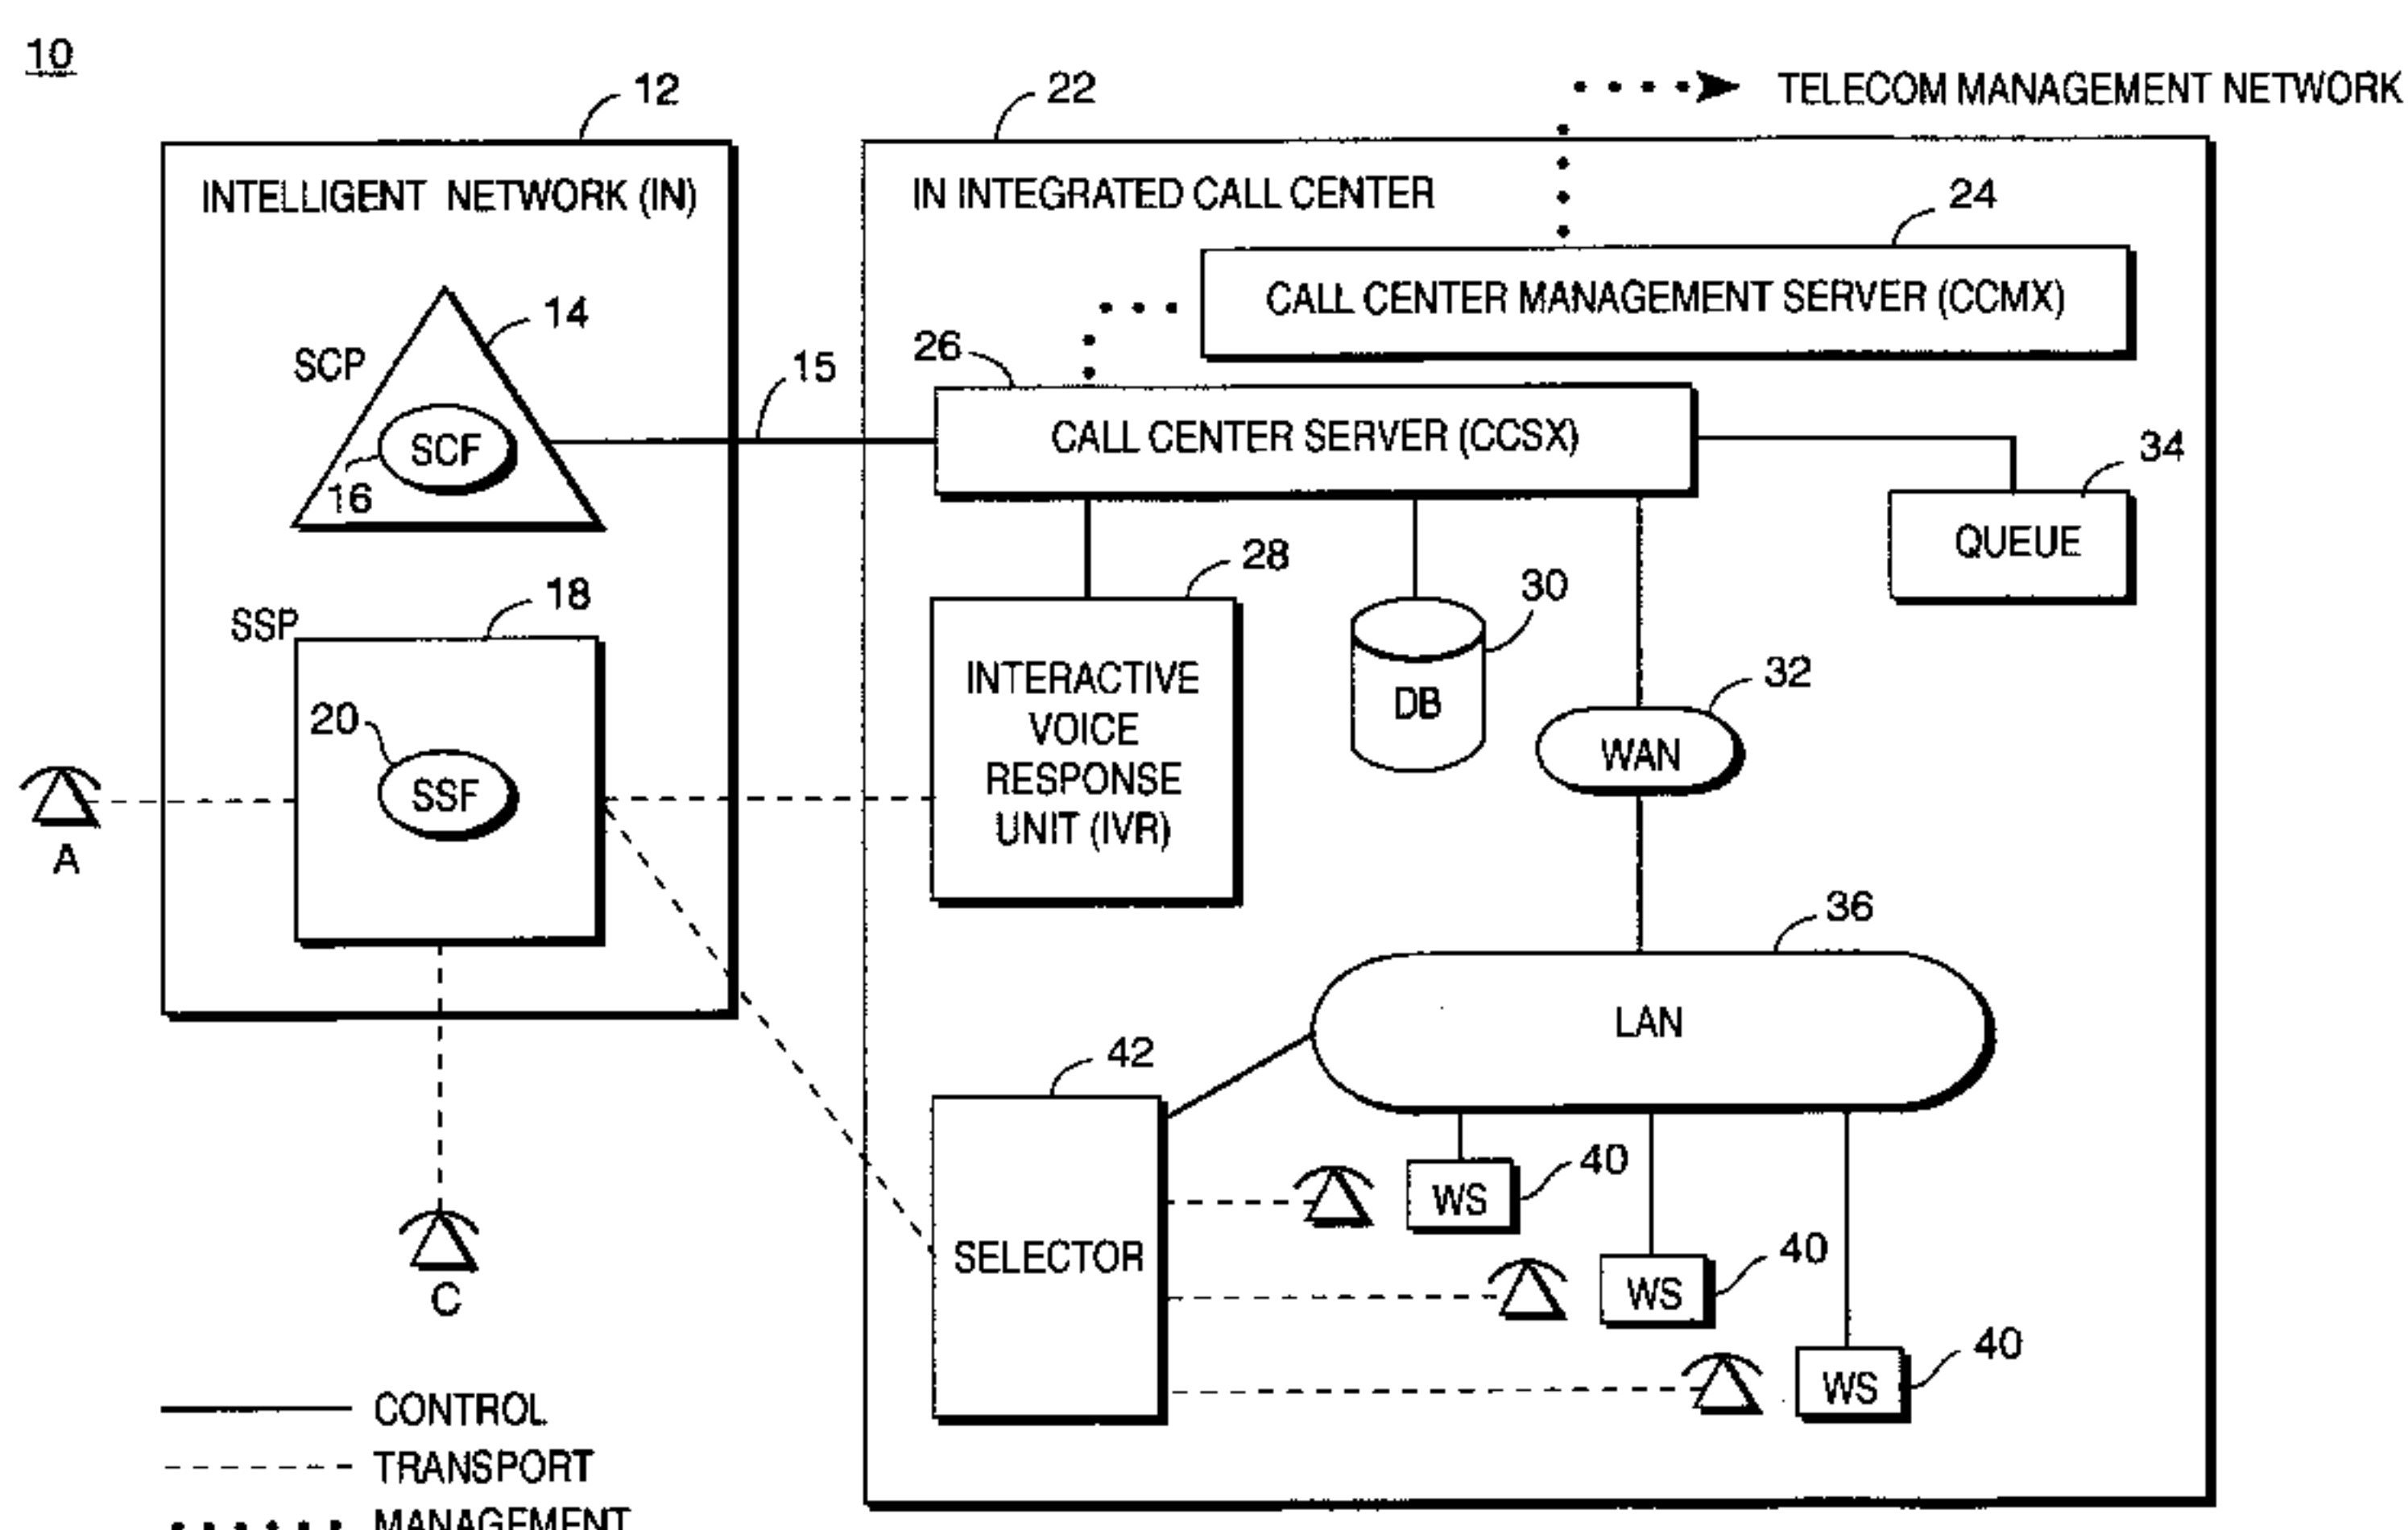 10
12
22
TELECOM MANAGEMENT NETWORK
INTELLIGENT NETWORK (IN)
IN INTEGRATED CALL CENTER
24
CALL CENTER MANAGEMENT SERVER (CCMX)
14
SCP
15
26
CALL CENTER SERVER (CCSX)
SCF
16
34
QUEUE
28
30
18
SSP
INTERACTIVE
VOICE
RESPONSE
UNIT (IVR)
DB
32
WAN
20
SSF
A
36
LAN
42
SELECTOR
40
WS
40
WS
40
WS
C
CONTROL
TRANSPORT
MANAGEMENT